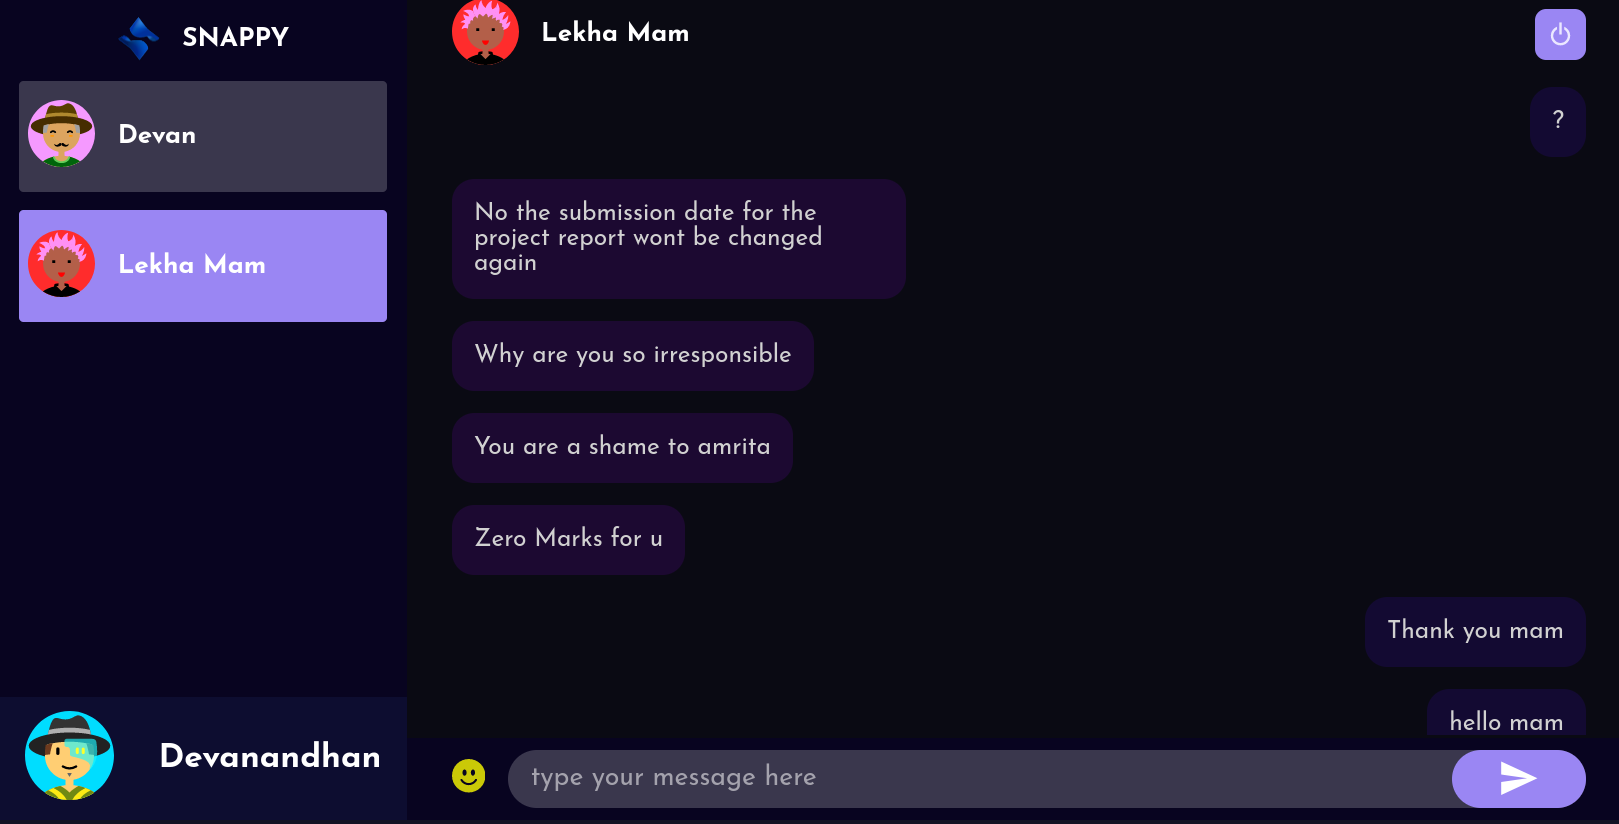 SNAPPY
Devan
Lekha Mam
Devanandhan
Lekha Mam
?
No the submission date for the
project report wont be changed
again
Why are you so irresponsible
You are a shame to amrita
Zero Marks for u
Thank you mam
hello mam
type your message here